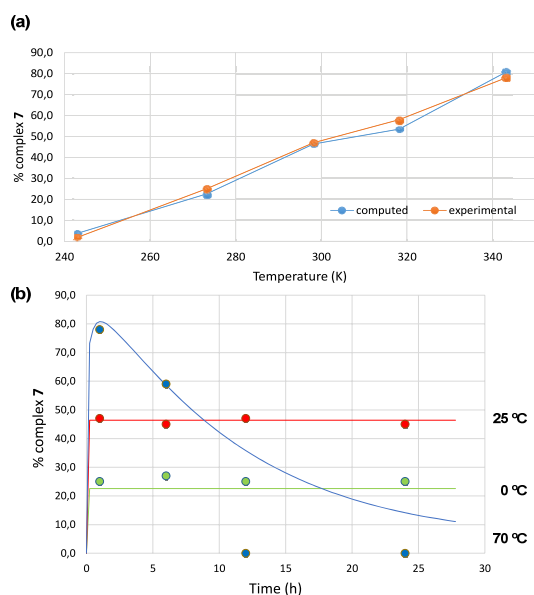 (a)
% complex 7
90,0
80,0
70,0
60,0
50,0
40,0
30,0
20,0
10,0
0,0
computed experimental
240 260 280 300 320 340
Temperature (K)
(b)
% complex 7
90,0
80,0
70,0
60,0
50,0
40,0
30,0
20,0
10,0
0,0
25 ºC
0 ºC
70 ºC
0 5 10 15 20 25 30
Time (h)